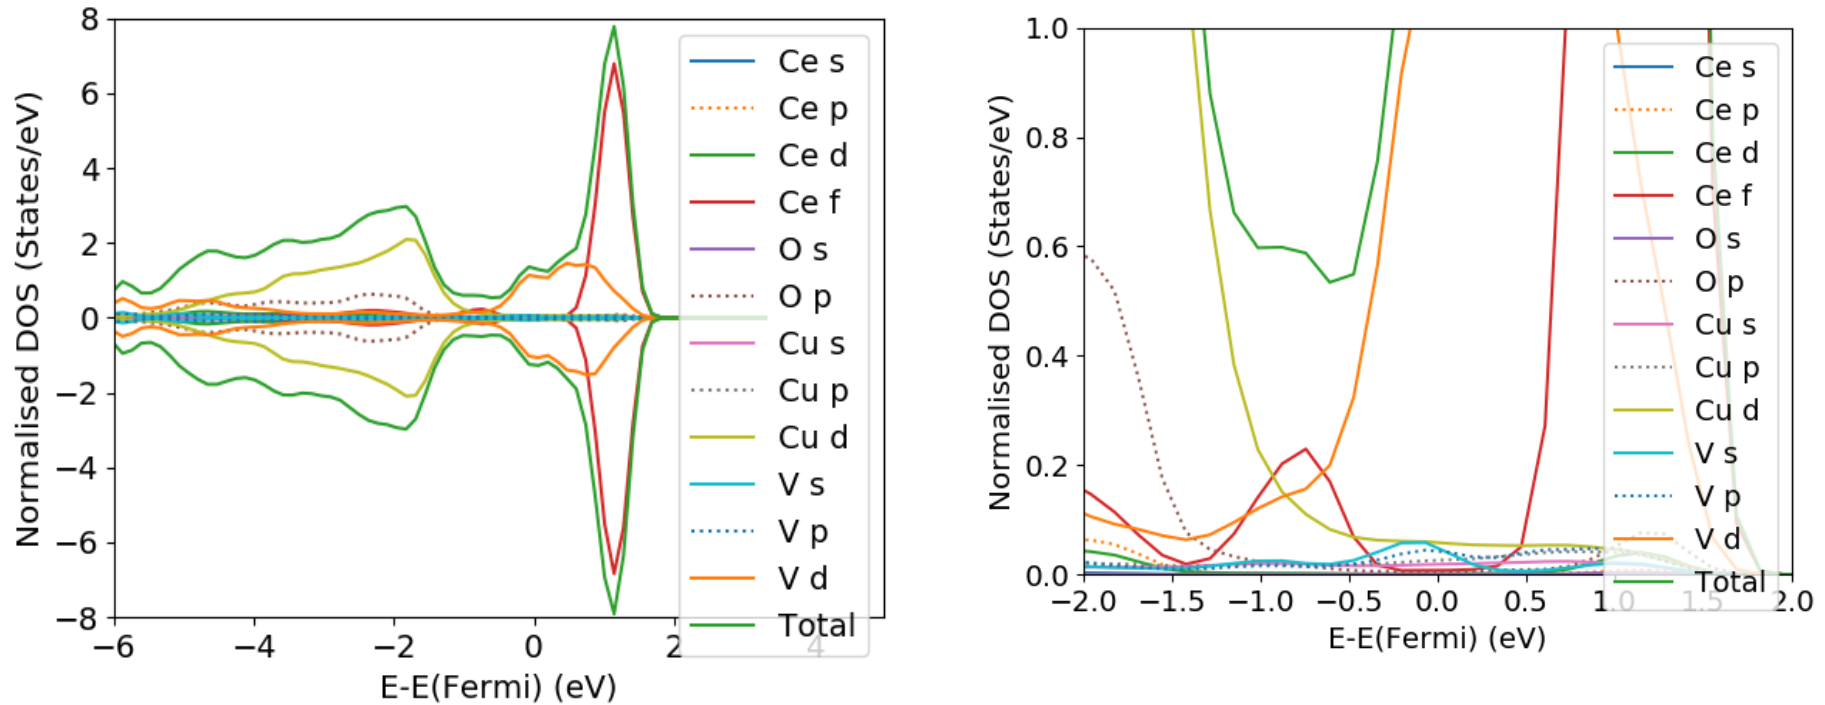 8
6
4
2
0
−2
−4
−6
−8
Normalised DOS (States/eV)
−6
−4
−2
0
2
4
E-E(Fermi) (eV)
Ce s
Ce p
Ce d
Ce f
O s
O p
Cu s
Cu p
Cu d
V s
V p
V d
Total
1.0
0.8
0.6
0.4
0.2
0.0
Normalised DOS (States/eV)
−2.0
−1.5
−1.0
−0.5
0.0
0.5
1.0
1.5
2.0
E-E(Fermi) (eV)
Ce s
Ce p
Ce d
Ce f
O s
O p
Cu s
Cu p
Cu d
V s
V p
V d
Total